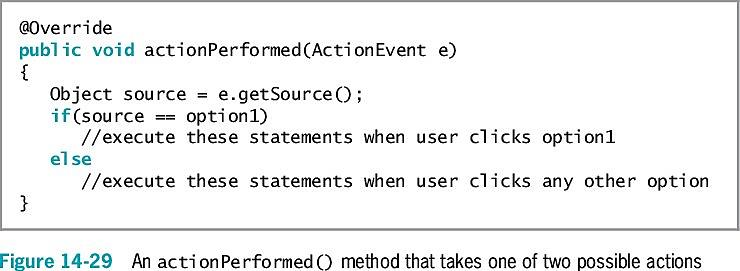 @Override
public void actionPerformed(ActionEvent e)
{
   Object source = e.getSource();
   if(source == option1)
      //execute these statements when user clicks option1
   else
      //execute these statements when user clicks any other option
}
Figure 14-29 An actionPerformed() method that takes one of two possible actions